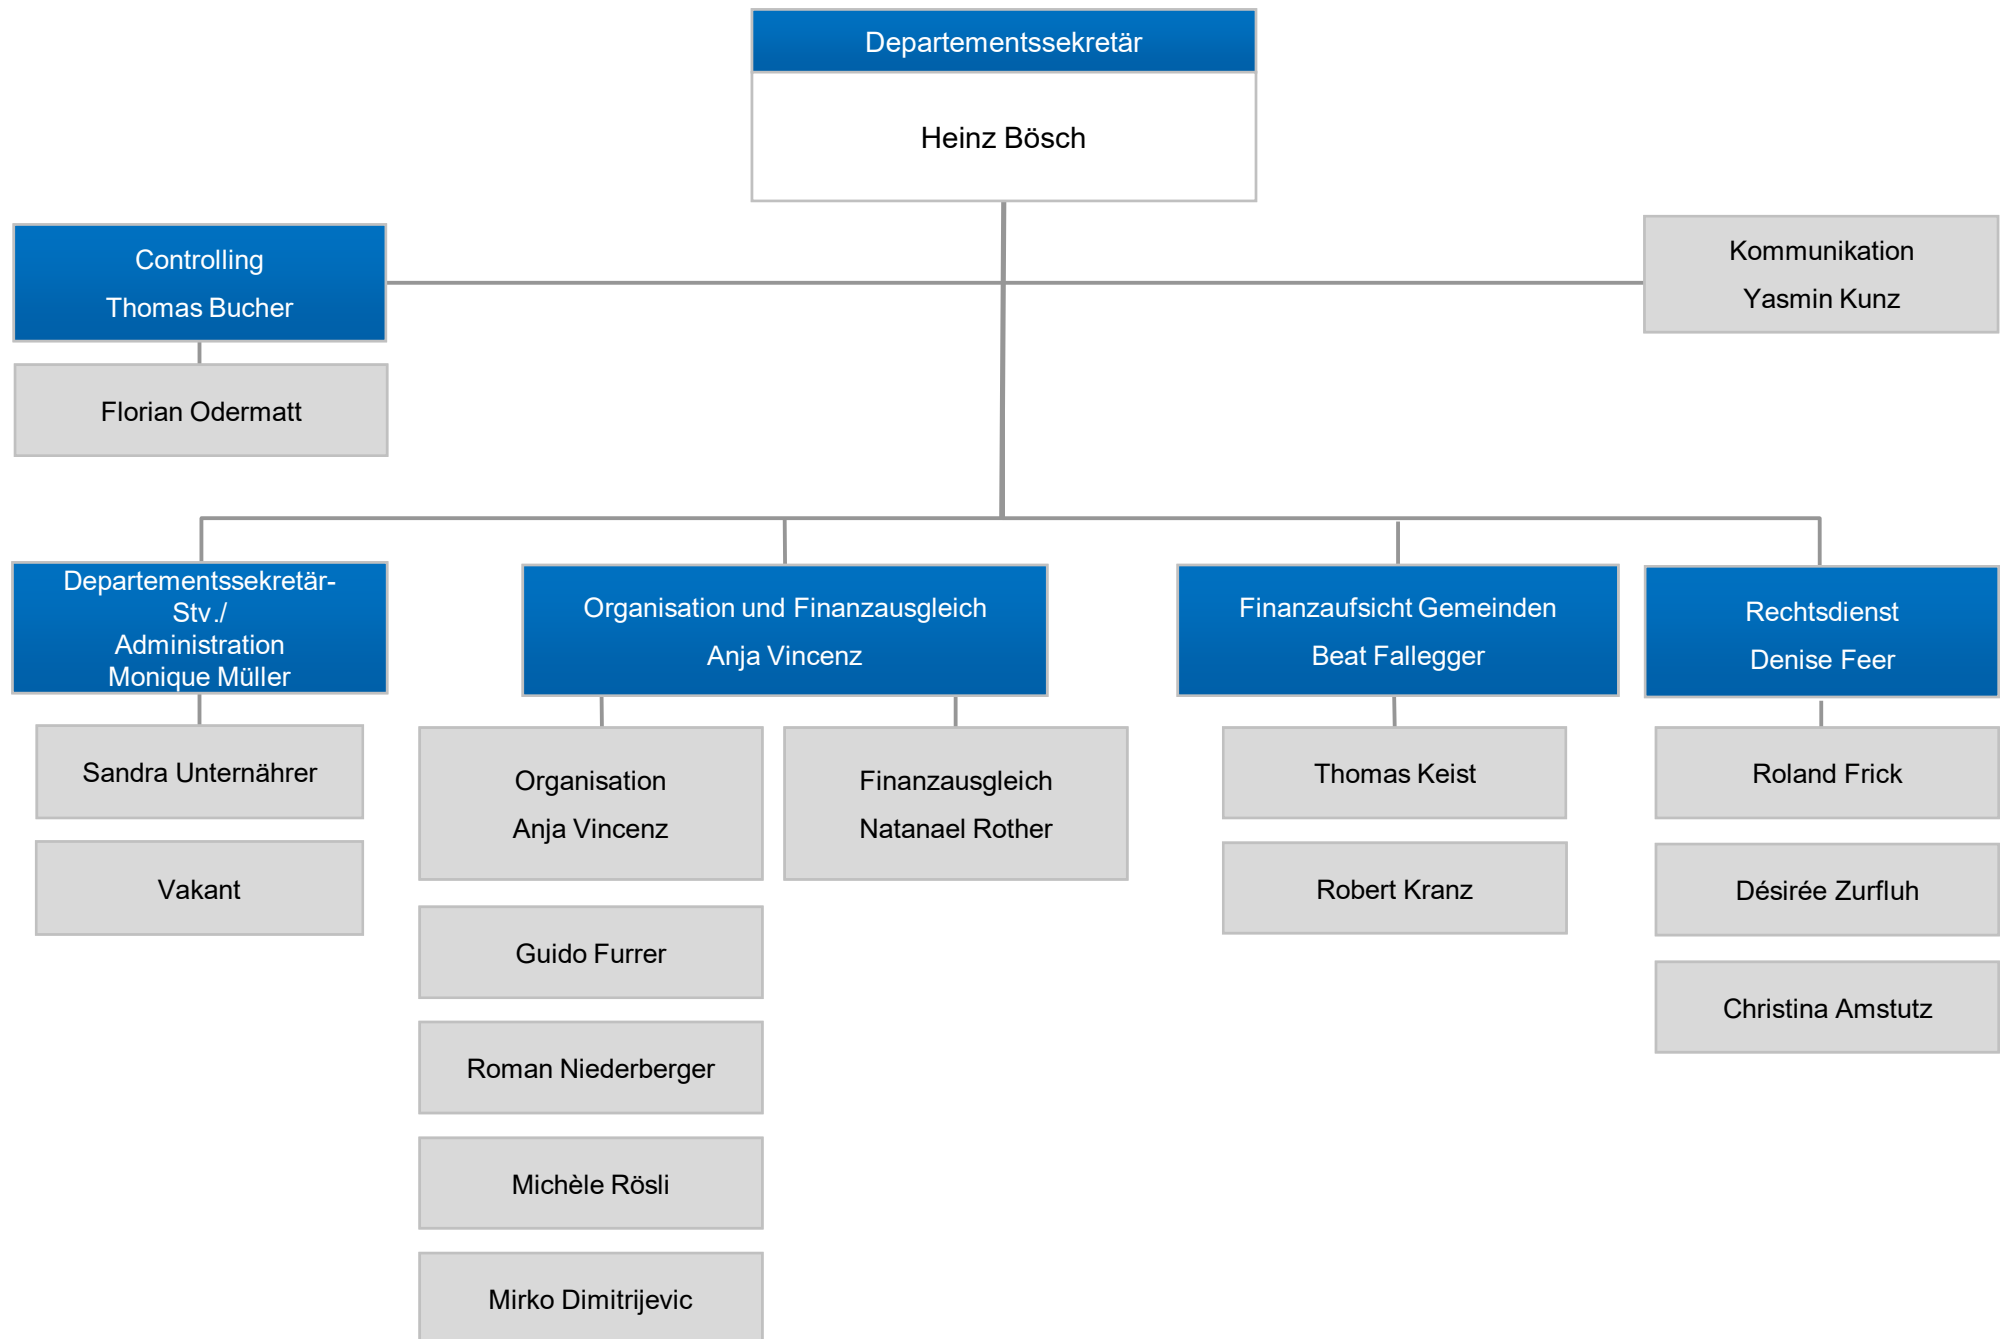 Departementssekretär
Heinz Bösch
Controlling
Thomas Bucher
Kommunikation
Yasmin Kunz
Florian Odermatt
Departementssekretär-
Stv./
Administration
Monique Müller
Organisation und Finanzausgleich
Anja Vincenz
Finanzaufsicht Gemeinden
Beat Fallegger
Rechtsdienst
Denise Feer
Sandra Unternährer
Vakant
Organisation
Anja Vincenz
Guido Furrer
Roman Niederberger
Michèle Rösli
Mirko Dimitrijevic
Finanzausgleich
Natanael Rother
Thomas Keist
Robert Kranz
Roland Frick
Désirée Zurfluh
Christina Amstutz